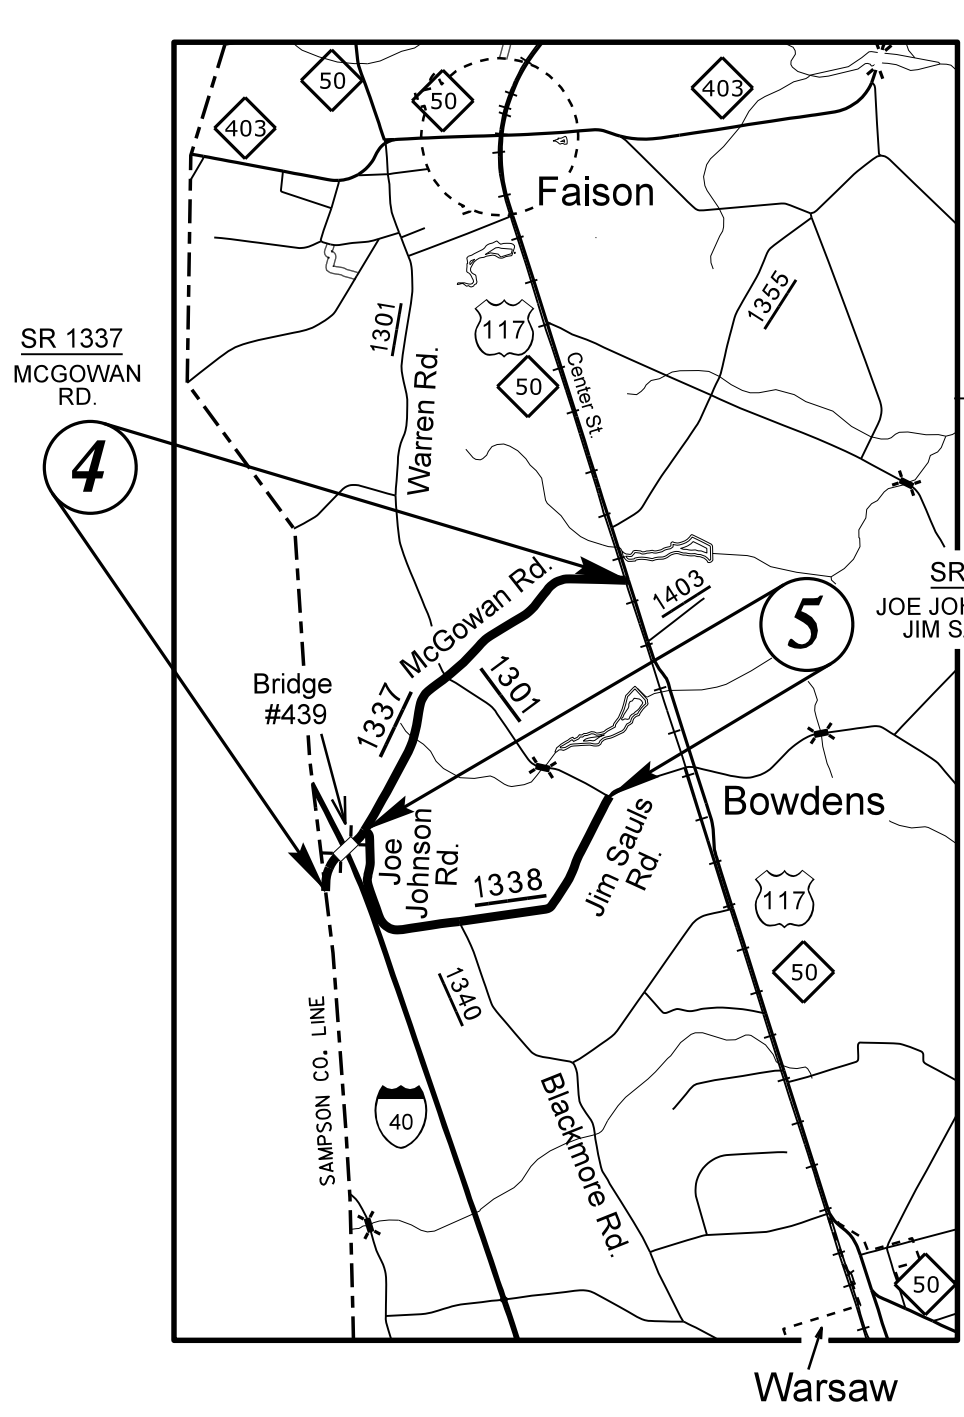 50
50
403
403
Faison
1301
117
1355
SR 1337
MCGOWAN
RD.
Center St.
50
Warren Rd.
4
McGowan Rd.
1403
SR
JOE JOH
JIM S
5
1301
Bridge
#439
1337
Bowdens
Joe
Johnson
Rd.
1338
Jim Sauls
Rd.
117
50
1340
SAMPSON CO. LINE
40
Blackmore Rd.
50
Warsaw